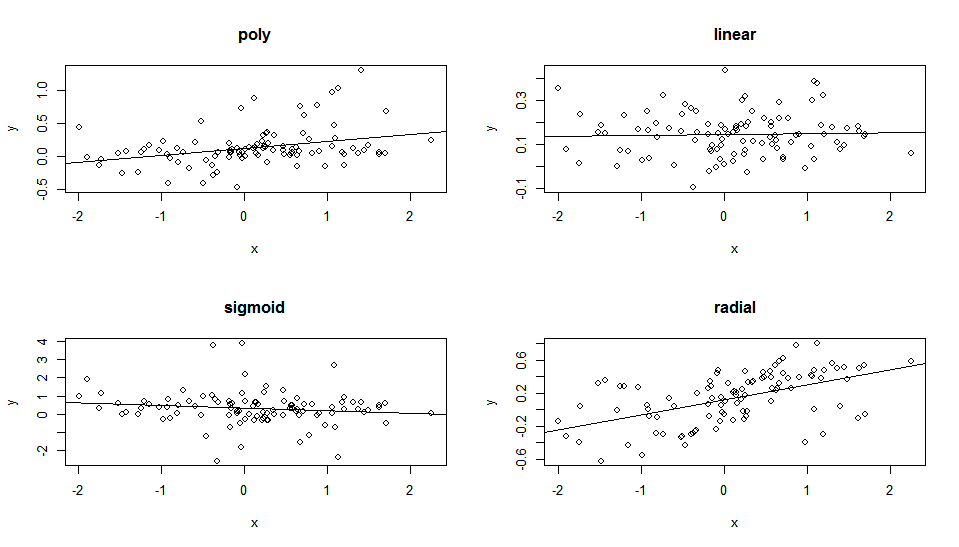 poly
y
-0.5 0.0 0.5 1.0
-2 -1 0 1 2
x
linear
y
-0.1 0.1 0.3
-2 -1 0 1 2
x
sigmoid
y
-2 0 1 2 3 4
-2 -1 0 1 2
x
radial
y
-0.6 -0.2 0.2 0.6
-2 -1 0 1 2
x